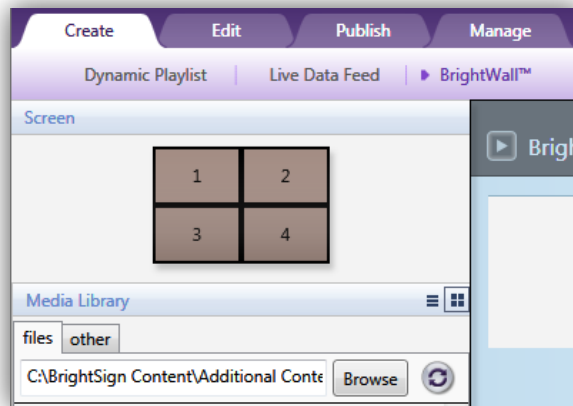 Create Edit Publish Manage
Dynamic Playlist Live Data Feed BrightWall™
Screen
1 2
Brigh
3 4
Media Library
files other
C:\BrightSign Content\Additional Conte Browse